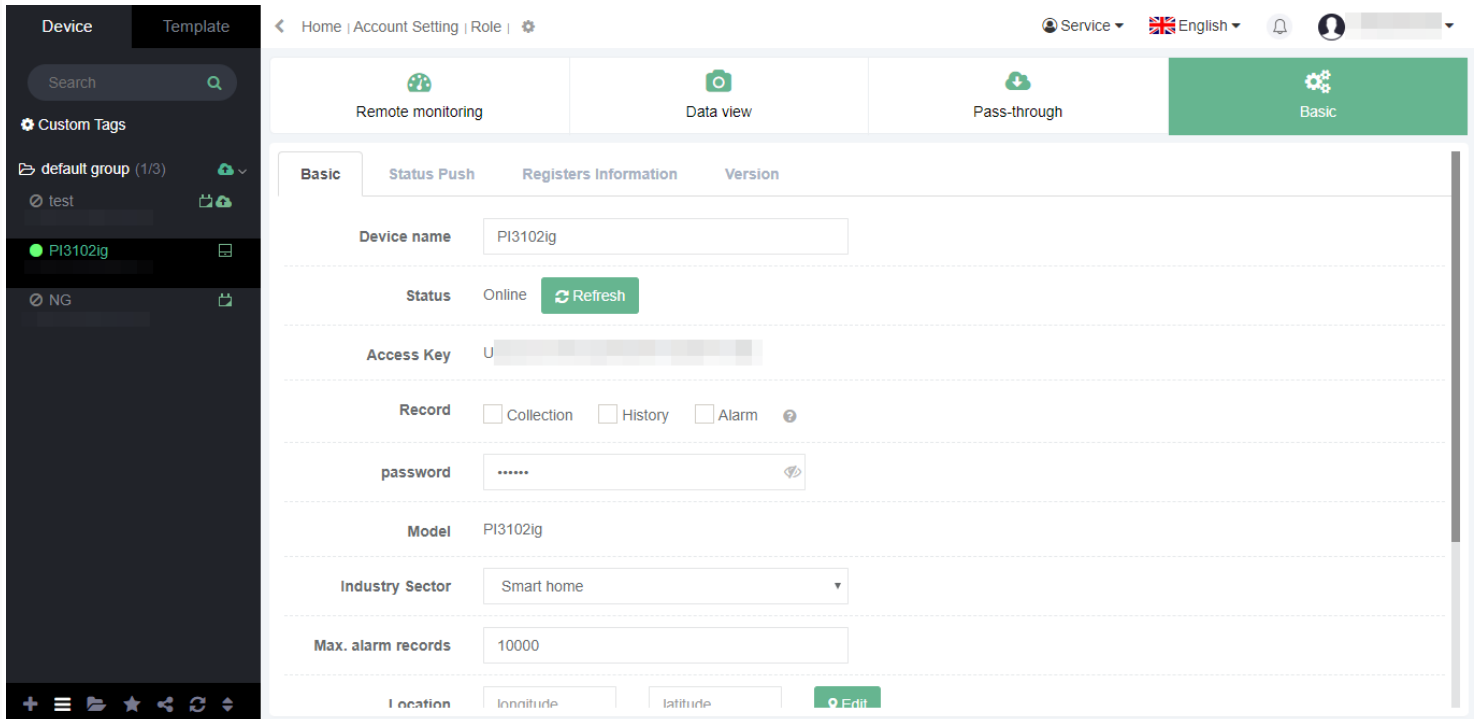 Device Template
Home | Account Setting | Role |
Service English
Search
Custom Tags
default group (1/3)
test
PI3102ig
NG
Remote monitoring Data view Pass-through Basic
Basic Status Push Registers Information Version
Device name PI3102ig
Status Online Refresh
Access Key U
Record Collection History Alarm
password ••••••
Model PI3102ig
Industry Sector Smart home
Max. alarm records 10000
Location longitude latitude Edit